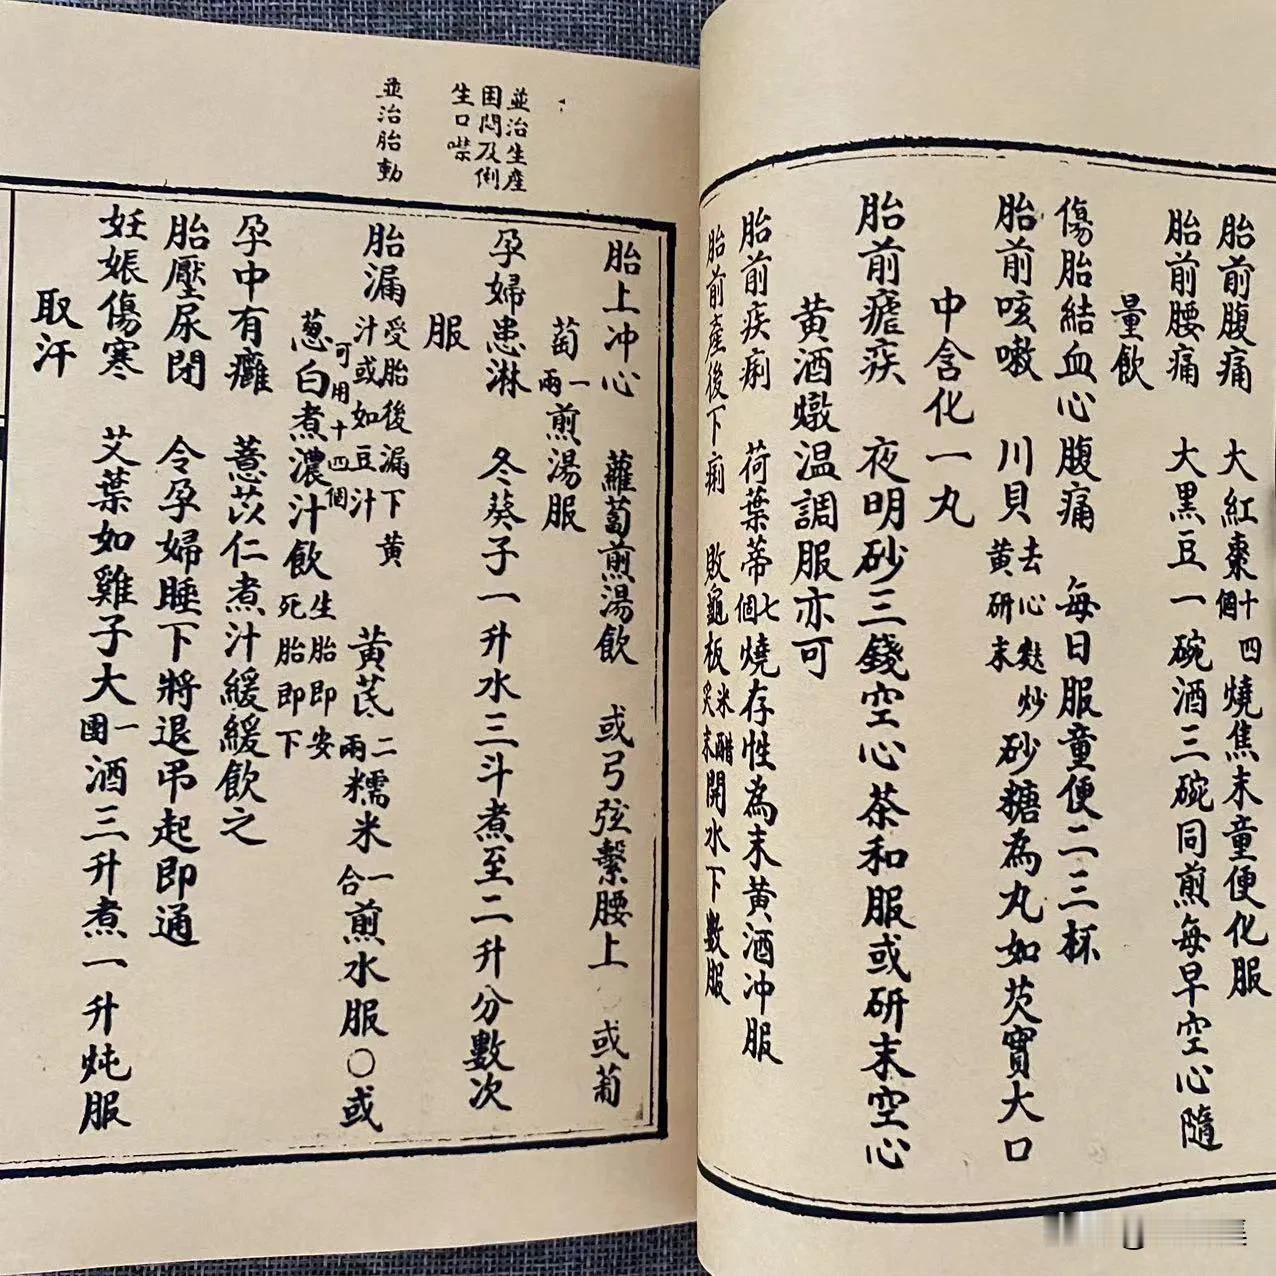 胎前腹痛　大紅棗十四個燒焦末童便化服
胎前腰痛　大黑豆一碗酒三碗同煎每早空心隨
量飲
傷胎結血心腹痛　每日服童便二三杯
胎前咳嗽　川貝去心麩炒黄研末砂糖為丸如芡實大口
中含化一丸
胎前瘧疾　夜明砂三錢空心茶和服或研末空心
黄酒燉温調服亦可
胎前疾痢　荷葉蒂七個燒存性為末黄酒冲服
胎前產後下痢　敗龜板米醋炙末開水下數服
並治生產
困悶及倒
生口噤
並治胎動
胎上冲心　蘿蔔煎湯飲　或弓弦繫腰上　或葡
萄一兩煎湯服
孕婦患淋　冬葵子一升水三斗煮至二升分數次
服
胎漏受胎後漏下黄汁或如豆汁　黄芪二兩糯米一合煎水服〇或
葱白可用十四個煮濃汁飲生胎即安死胎即下
孕中有癰　薏苡仁煮汁緩緩飲之
胎壓尿閉　令孕婦睡下將退吊起即通
妊娠傷寒　艾葉如雞子大一團酒三升煮一升炖服
取汗